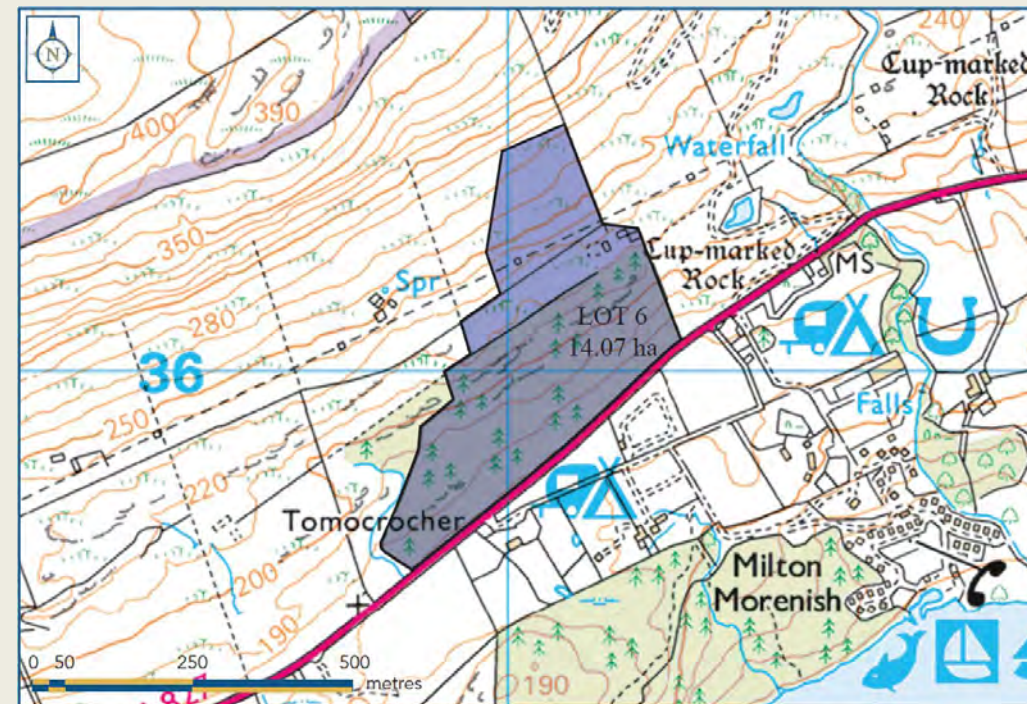 N
240
Cup-marked
Rock
400
390
Waterfall
350
Spr
Cup-marked
Rock
MS
280
LOT 6
14.07 ha
36
250
Falls
220
Tomocrocher
200
Milton
Morenish
190
190
0 50 250 500
metres